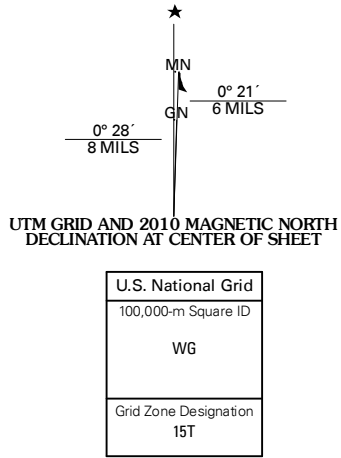 MN
0° 21´
6 MILS
GN
0° 28´
8 MILS
UTM GRID AND 2010 MAGNETIC NORTH
DECLINATION AT CENTER OF SHEET
U.S. National Grid
100,000-m Square ID
WG
Grid Zone Designation
15T